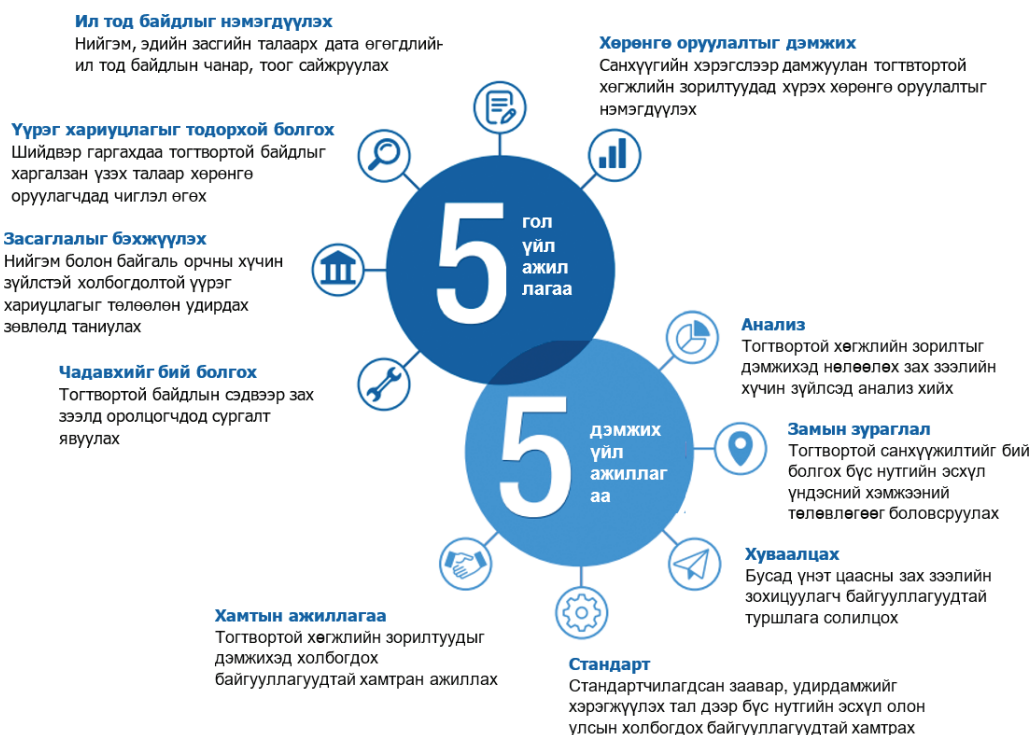 Ил тод байдлыг нэмэгдүүлэх
Нийгэм, эдийн засгийн талаарх дата өгөгдлийн
ил тод байдлын чанар, тоог сайжруулах
Хөрөнгө оруулалтыг дэмжих
Санхүүгийн хэрэгслээр дамжуулан тогтвтортой
хөгжлийн зорилтуудад хүрэх хөрөнгө оруулалтыг
нэмэгдүүлэх
Үүрэг хариуцлагыг тодорхой болгох
Шийдвэр гаргахдаа тогтвортой байдлыг
харгалзан үзэх талаар хөрөнгө
оруулагчдад чиглэл өгөх
Засаглалыг бэхжүүлэх
Нийгэм болон байгаль орчны хүчин
зүйлстэй холбогдолтой үүрэг
хариуцлагыг төлөөлөн удирдах
зөвлөлд таниулах
Чадавхийг бий болгох
Тогтвортой байдлын сэдвээр зах
зээлд оролцогчдод сургалт
явуулах
5
гол
үйл
ажил
лагаа
Анализ
Тогтвортой хөгжлийн зорилтыг
дэмжихэд нөлөөлөх зах зээлийн
хүчин зүйлсэд анализ хийх
5
дэмжих
үйл
ажиллаг
аа
Замын зураглал
Тогтвортой санхүүжилтийг бий
болгох бүс нутгийн эсхүл
үндэсний хэмжээний
төлөвлөгөөг боловсруулах
Хуваалцах
Бусад үнэт цаасны зах зээлийн
зохицуулагч байгууллагуудтай
туршлага солилцох
Хамтын ажиллагаа
Тогтвортой хөгжлийн зорилтуудыг
дэмжихэд холбогдох
байгууллагуудтай хамтран ажиллах
Стандарт
Стандартчилагдсан заавар, удирдамжийг
хэрэгжүүлэх тал дээр бүс нутгийн эсхүл олон
улсын холбогдох байгууллагуудтай хамтрах